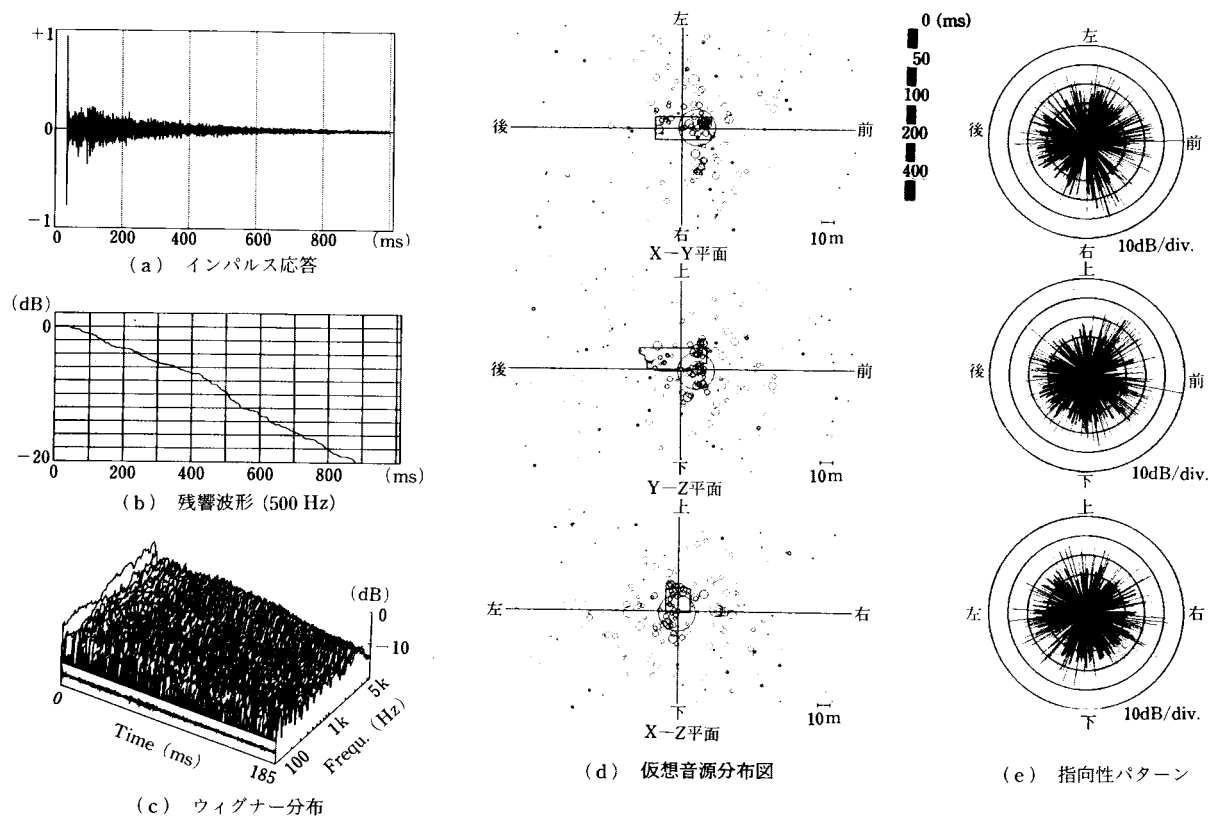 +1
0
−1
0
200
400
600
800
(ms)
(a) インパルス応答
(dB)
0
−20
0
200
400
600
800
(ms)
(b) 残響波形 (500 Hz)
(dB)
0
−10
0
Time (ms)
185
100
1k
5k
Frequ. (Hz)
(c) ウィグナー分布
左
後
前
右
10m
X−Y平面
上
後
前
下
10m
Y−Z平面
上
左
右
下
10m
X−Z平面
(d) 仮想音源分布図
0 (ms)
50
100
200
400
左
後
前
右
10dB/div.
上
後
前
下
10dB/div.
上
左
右
下
10dB/div.
(e) 指向性パターン